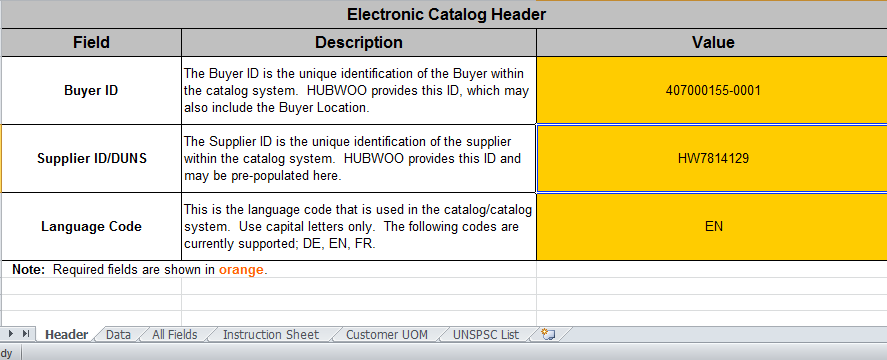 Electronic Catalog Header
Field Description Value
Buyer ID
The Buyer ID is the unique identification of the Buyer within
the catalog system.  HUBWOO provides this ID, which may
also include the Buyer Location.
407000155-0001
Supplier ID/DUNS
The Supplier ID is the unique identification of the supplier
within the catalog system.  HUBWOO provides this ID and
may be pre-populated here.
HW7814129
Language Code
This is the language code that is used in the catalog/catalog
system.  Use capital letters only.  The following codes are
currently supported; DE, EN, FR.
EN
Note:  Required fields are shown in orange.
Header Data All Fields Instruction Sheet Customer UOM UNSPSC List
dy